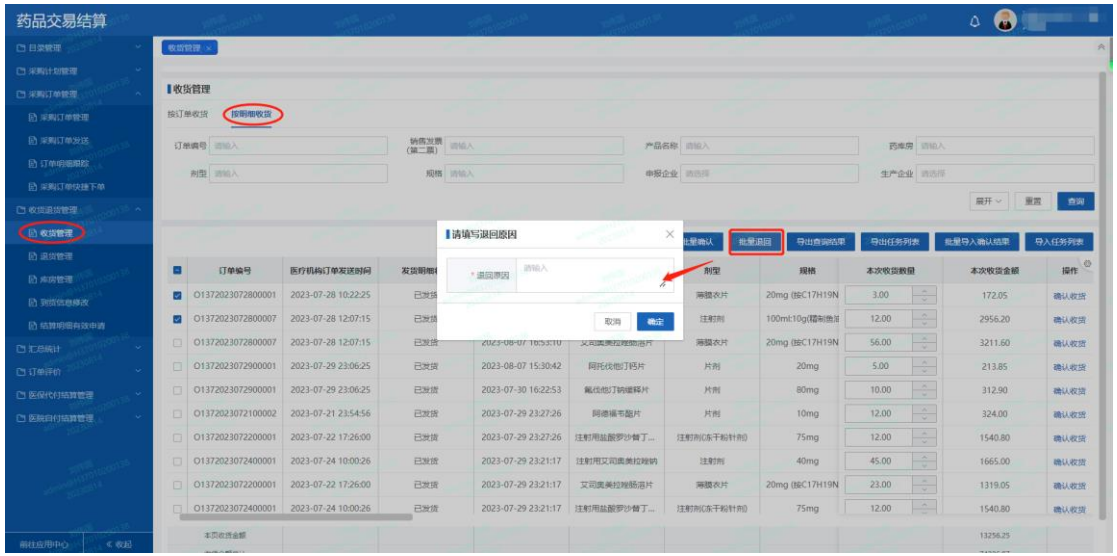 药品交易结算
目录管理
采购计划管理
采购订单管理
采购订单管理
采购订单发送
订单明细跟踪
采购订单快捷下单
收货退货管理
收货管理
退货管理
库房管理
到货信息修改
结算明细有效申请
汇总统计
订单评价
医保代付结算管理
医院自付结算管理
收起
收货管理 ×
收货管理
按订单收货 按明细收货
订单编号 请输入 销售发票(第二票) 请输入 产品名称 请输入 药库房 请输入
剂型 请输入 规格 请输入 申报企业 请选择 生产企业 请选择
展开 重置 查询
批量确认 批量退回 导出查询结果 导出任务列表 批量导入确认结果 导入任务列表
请填写退回原因 ×
* 退回原因 请输入
取消 确定
订单编号 医疗机构订单发送时间 发货明细 剂型 规格 本次收货数量 本次收货金额 操作
O1372023072800001 2023-07-28 10:22:25 已发货 薄膜衣片 20mg (按C17H19N 3.00 172.05 确认收货
O1372023072800007 2023-07-28 12:07:15 已发货 注射剂 100ml:10g(精制鱼油 12.00 2956.20 确认收货
O1372023072800007 2023-07-28 12:07:15 已发货 2023-08-07 16:53:10 艾司奥美拉唑肠溶片 薄膜衣片 20mg (按C17H19N 56.00 3211.60 确认收货
O1372023072900001 2023-07-29 23:06:25 已发货 2023-08-07 15:30:42 阿托伐他汀钙片 片剂 20mg 5.00 213.85 确认收货
O1372023072900001 2023-07-29 23:06:25 已发货 2023-07-30 16:22:53 氟伐他汀钠缓释片 片剂 80mg 10.00 312.90 确认收货
O1372023072100002 2023-07-21 23:54:56 已发货 2023-07-29 23:27:26 阿德福韦酯片 片剂 10mg 12.00 324.00 确认收货
O1372023072200001 2023-07-22 17:26:00 已发货 2023-07-29 23:27:26 注射用盐酸罗沙替丁... 注射剂(冻干粉针剂) 75mg 12.00 1540.80 确认收货
O1372023072400001 2023-07-24 10:00:26 已发货 2023-07-29 23:21:17 注射用艾司奥美拉唑钠 注射剂 40mg 45.00 1665.00 确认收货
O1372023072200001 2023-07-22 17:26:00 已发货 2023-07-29 23:21:17 艾司奥美拉唑肠溶片 薄膜衣片 20mg (按C17H19N 23.00 1319.05 确认收货
O1372023072400001 2023-07-24 10:00:26 已发货 2023-07-29 23:21:17 注射用盐酸罗沙替丁... 注射剂(冻干粉针剂) 75mg 12.00 1540.80 确认收货
本页收货金额 13256.25